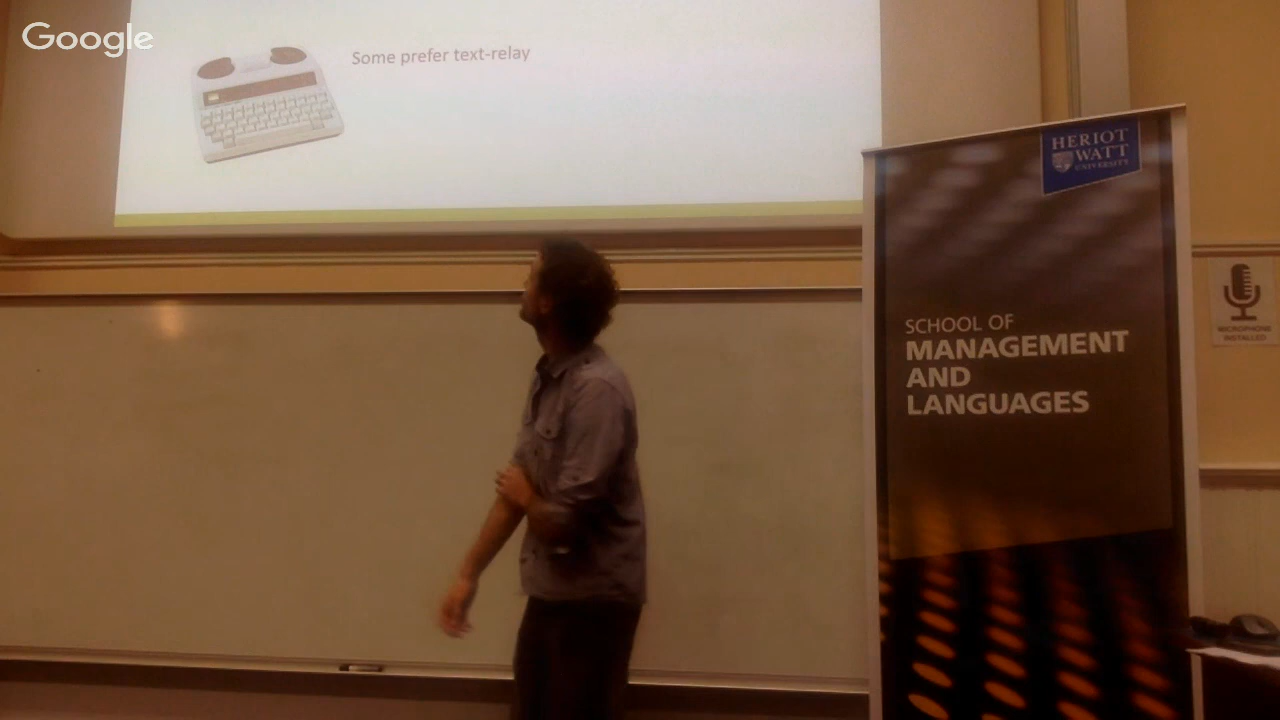 Google
Some prefer text-relay
HERIOT
WATT
UNIVERSITY
SCHOOL OF
MANAGEMENT
AND
LANGUAGES
MICROPHONE
INSTALLED